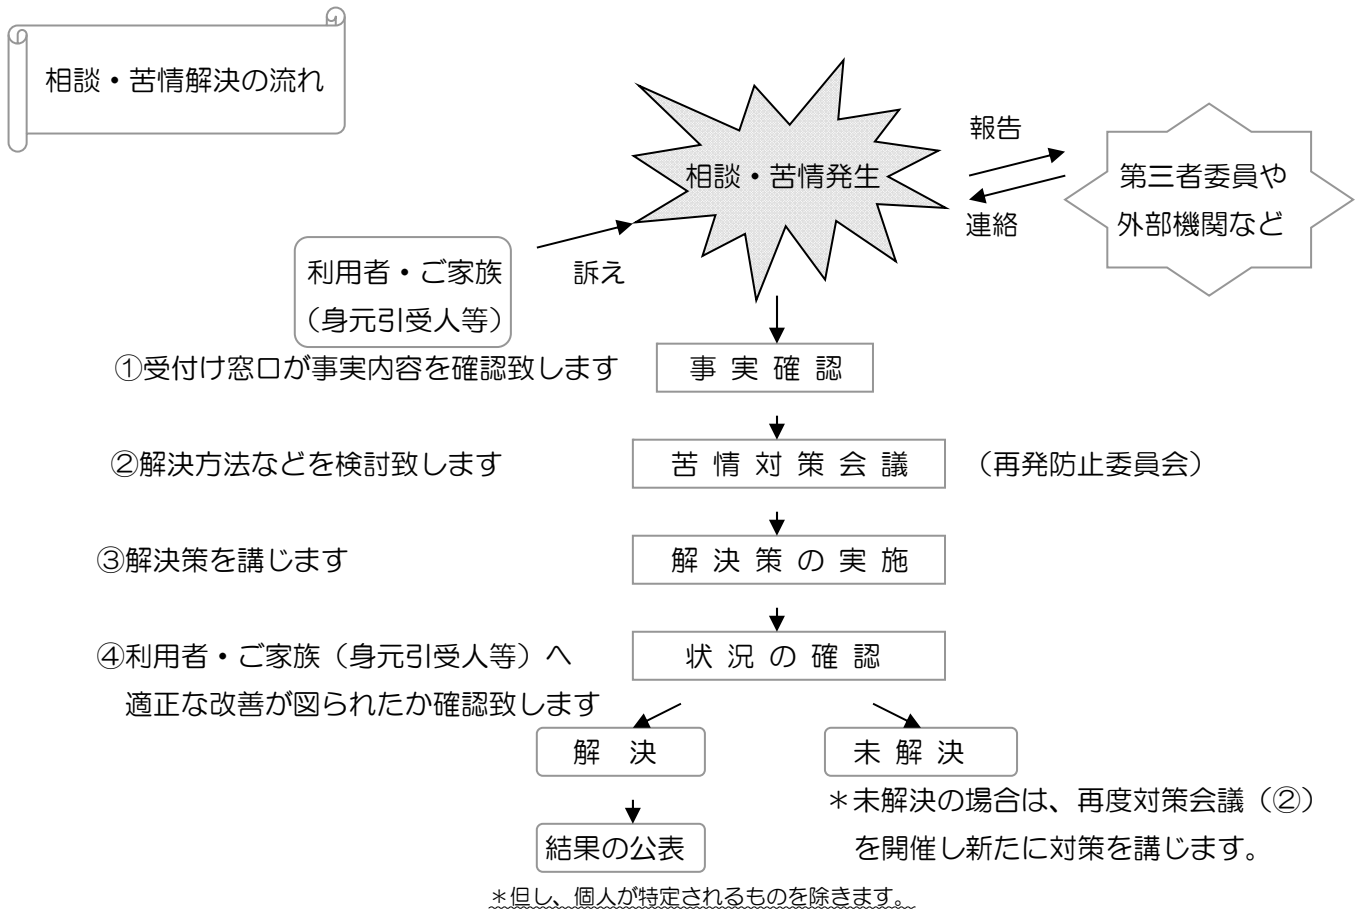 相談・苦情解決の流れ
相談・苦情発生
報告
連絡
第三者委員や
外部機関など
利用者・ご家族
（身元引受人等）
訴え
①受付け窓口が事実内容を確認致します
事実確認
②解決方法などを検討致します
苦情対策会議
（再発防止委員会）
③解決策を講じます
解決策の実施
④利用者・ご家族（身元引受人等）へ
適正な改善が図られたか確認致します
状況の確認
解　決
未解決
＊未解決の場合は、再度対策会議（②）
を開催し新たに対策を講じます。
結果の公表
＊但し、個人が特定されるものを除きます。